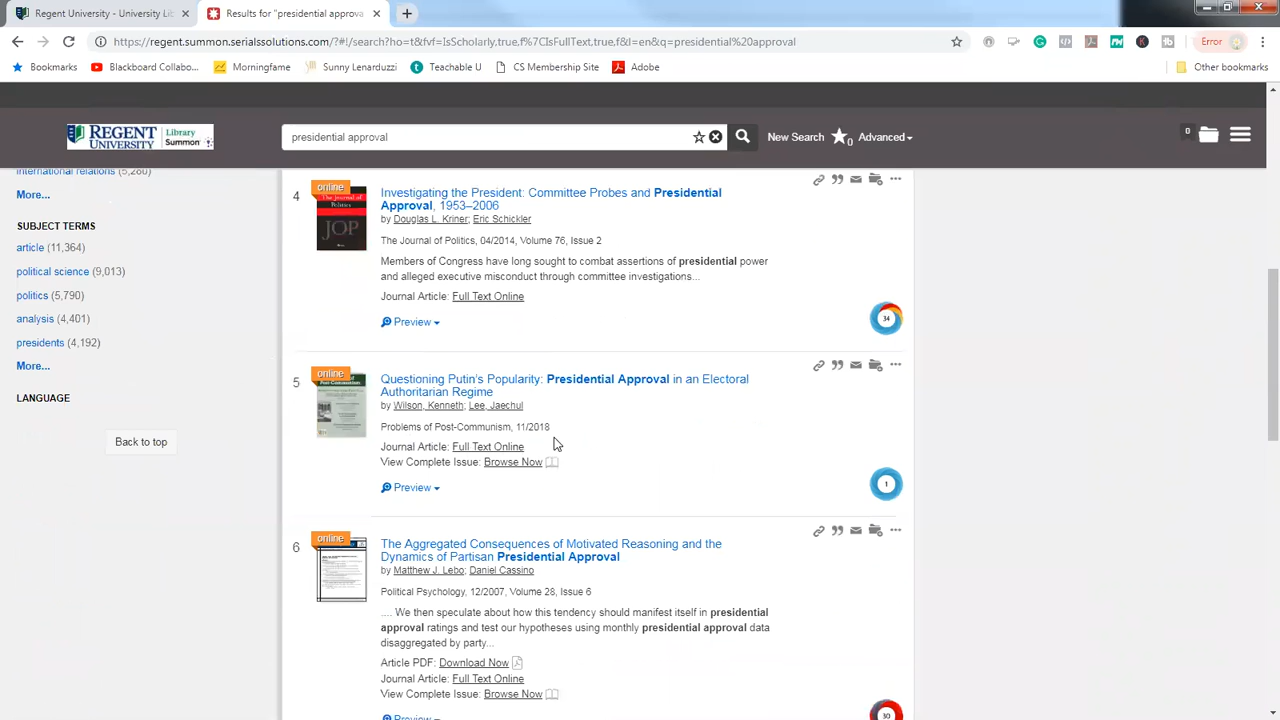 Regent University - University Lib
Results for "presidential approva
https://regent.summon.serialssolutions.com/?#!/search?ho=t&fvf=IsScholarly,true,f%7CIsFullText,true,f&l=en&q=presidential%20approval
Error
Bookmarks
Blackboard Collabo...
Morningfame
Sunny Lenarduzzi
Teachable U
CS Membership Site
Adobe
Other bookmarks
REGENT UNIVERSITY Library Summon
presidential approval
New Search
0
Advanced
0
international relations (5,280)
More...
SUBJECT TERMS
article (11,364)
political science (9,013)
politics (5,790)
analysis (4,401)
presidents (4,192)
More...
LANGUAGE
Back to top
4
online
JOP
Investigating the President: Committee Probes and Presidential
Approval, 1953–2006
by Douglas L. Kriner; Eric Schickler
The Journal of Politics, 04/2014, Volume 76, Issue 2
Members of Congress have long sought to combat assertions of presidential power
and alleged executive misconduct through committee investigations...
Journal Article: Full Text Online
Preview
34
5
online
Questioning Putin's Popularity: Presidential Approval in an Electoral
Authoritarian Regime
by Wilson, Kenneth; Lee, Jaechul
Problems of Post-Communism, 11/2018
Journal Article: Full Text Online
View Complete Issue: Browse Now
Preview
1
6
online
The Aggregated Consequences of Motivated Reasoning and the
Dynamics of Partisan Presidential Approval
by Matthew J. Lebo; Daniel Cassino
Political Psychology, 12/2007, Volume 28, Issue 6
.... We then speculate about how this tendency should manifest itself in presidential
approval ratings and test our hypotheses using monthly presidential approval data
disaggregated by party...
Article PDF: Download Now
Journal Article: Full Text Online
View Complete Issue: Browse Now
Preview
30